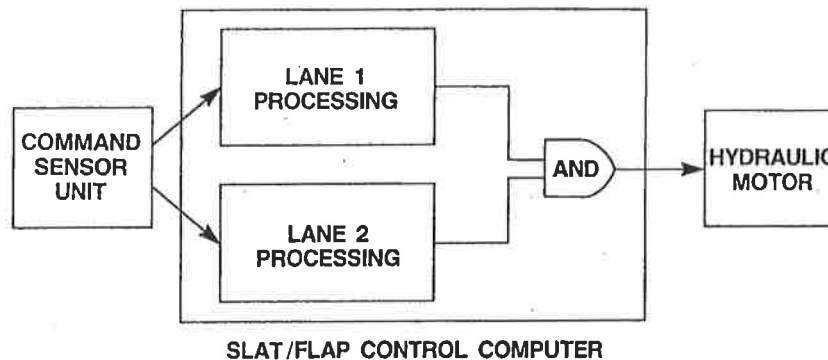 LANE 1
PROCESSING
COMMAND
SENSOR
UNIT
AND
HYDRAULIC
MOTOR
LANE 2
PROCESSING
SLAT/FLAP CONTROL COMPUTER